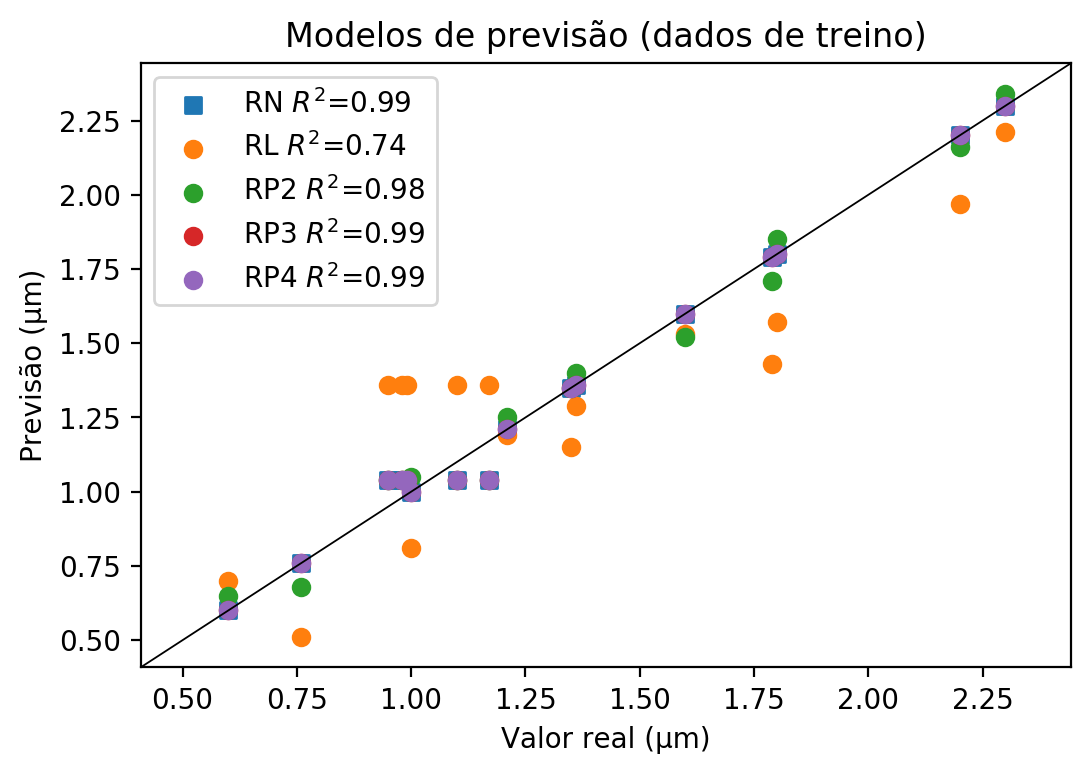 Modelos de previsão (dados de treino)
RN R²=0.99
RL R²=0.74
RP2 R²=0.98
RP3 R²=0.99
RP4 R²=0.99
Previsão (μm)
2.25
2.00
1.75
1.50
1.25
1.00
0.75
0.50
0.50 0.75 1.00 1.25 1.50 1.75 2.00 2.25
Valor real (μm)